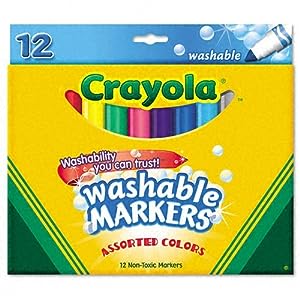 12
washable
Crayola
Washability
you can trust!
washable
MARKERS
ASSORTED COLORS
12 Non-Toxic Markers